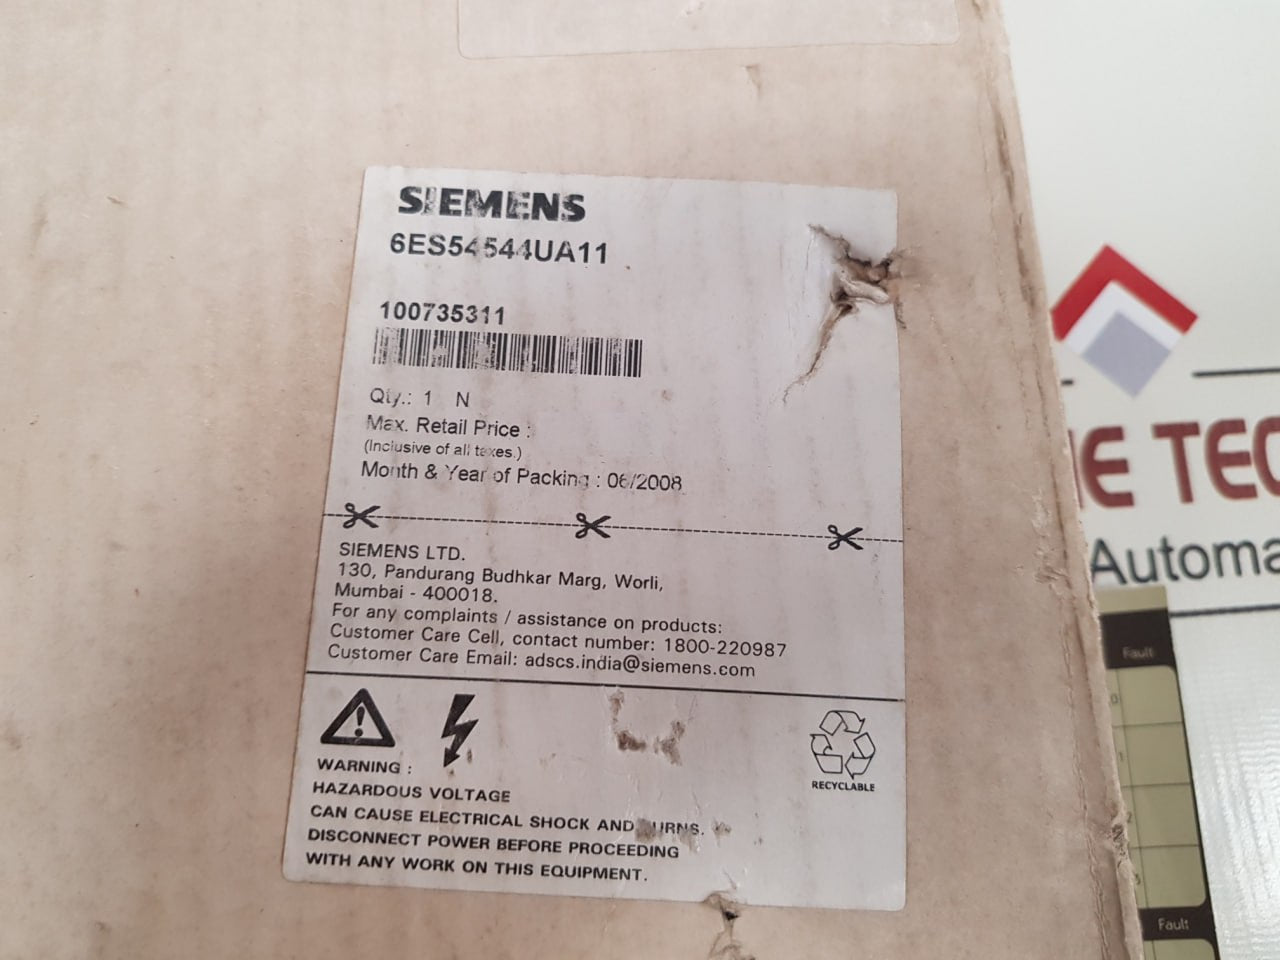 SIEMENS
6ES54544UA11
100735311
Qty.: 1 N
Max. Retail Price :
(Inclusive of all taxes.)
Month & Year of Packing : 06/2008
SIEMENS LTD.
130, Pandurang Budhkar Marg, Worli,
Mumbai - 400018.
For any complaints / assistance on products:
Customer Care Cell, contact number: 1800-220987
Customer Care Email: adscs.india@siemens.com
WARNING :
HAZARDOUS VOLTAGE
CAN CAUSE ELECTRICAL SHOCK AND BURNS.
DISCONNECT POWER BEFORE PROCEEDING
WITH ANY WORK ON THIS EQUIPMENT.
RECYCLABLE
NE TEC
Automa
Fault
Fault